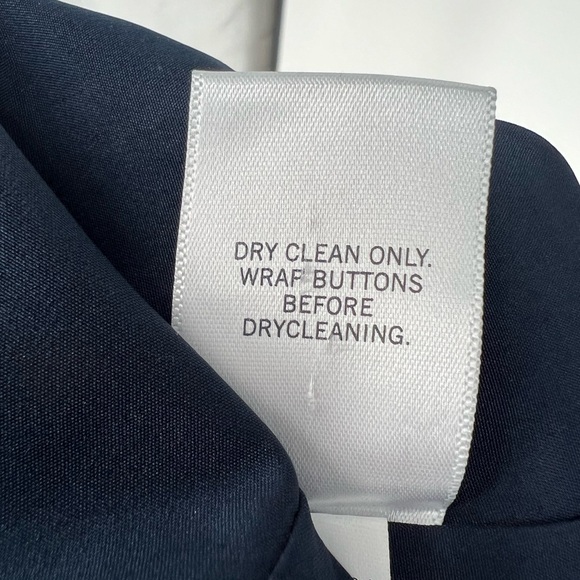 DRY CLEAN ONLY.
WRAP BUTTONS
BEFORE
DRYCLEANING.